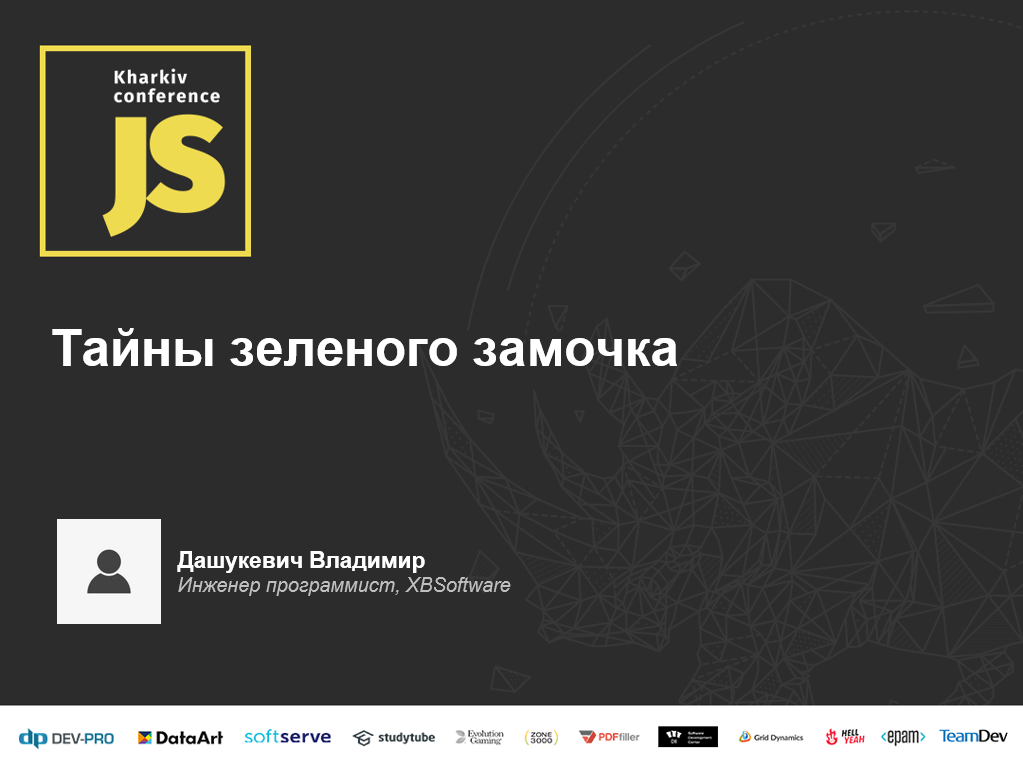 Kharkiv
conference
JS
Тайны зеленого замочка
Дашукевич Владимир
Инженер программист, XBSoftware
dp DEV-PRO DataArt softserve studytube Evolution Gaming ZONE 3000 PDFfiller Software Development Center Grid Dynamics HELL YEAH <epam> TeamDev